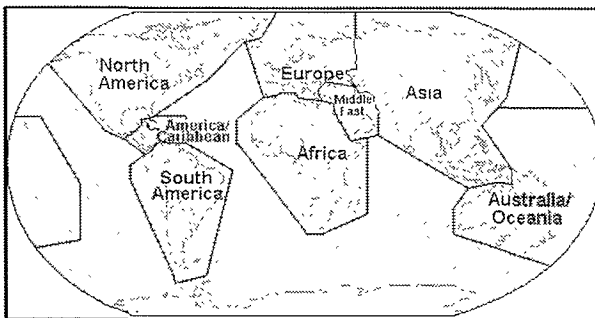 North
America
Europe
Middle
East
Asia
C. America/
Caribbean
Africa
South
America
Australia/
Oceania